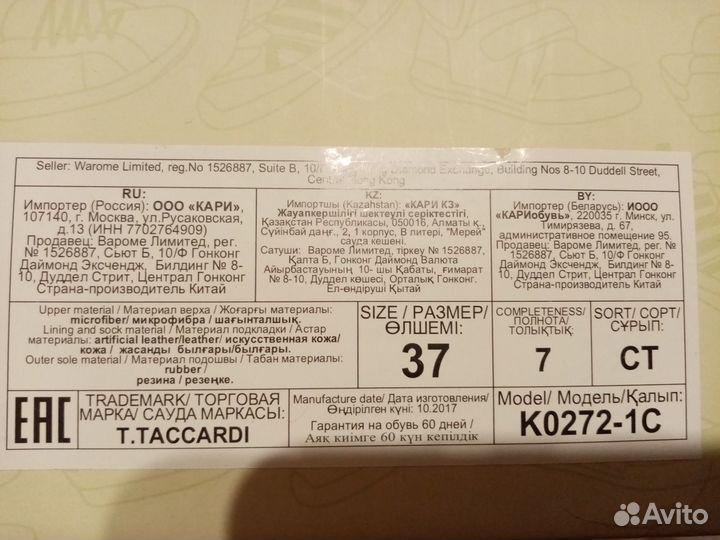 Seller: Warome Limited, reg.No 1526887, Suite B, 10/ Diamond Exchange, Building Nos 8-10 Duddell Street,
Central Hong Kong
RU:
Импортер (Россия): ООО «КАРИ»,
107140, г. Москва, ул.Русаковская,
д.13 (ИНН 7702764909)
Продавец: Вароме Лимитед, рег.
№ 1526887, Сьют Б, 10/Ф Гонконг
Даймонд Эксчендж, Билдинг № 8-
10, Дуддел Стрит, Централ Гонконг
Страна-производитель Китай
KZ:
Импортшы (Kazahstan): «КАРИ КЗ»
Жауапкершілігі шектеулі серіктестігі,
Қазақстан Республикасы, 050016, Алматы қ.,
Сүйінбай даң., 2, 1 корпус, В литері, "Мерей"
сауда кешені.
Сатушы: Вароме Лимитед, тіркеу № 1526887,
Қалта Б, Гонконг Даймонд Валюта
Айырбастауының 10- шы Қабаты, ғимарат
№ 8-10, Дуддел көшесі, Орталық Гонконг.
Ел-өндіруші Қытай
BY:
Импортер (Беларусь): ИООО
«КАРИобувь», 220035 г. Минск, ул.
Тимирязева, д. 67,
административное помещение 95.
Продавец: Вароме Лимитед, рег.
№ 1526887, Сьют Б, 10/Ф Гонконг
Даймонд Эксчендж, Билдинг № 8-
10, Дуддел Стрит, Централ Гонконг
Страна-производитель Китай
Upper material / Материал верха / Жоғарғы материалы:
microfiber/ микрофибра / шағынталшық.
Lining and sock material / Материал подкладки / Астар
материалы: artificial leather/leather/ искусственная кожа/
кожа / жасанды былғары/былғары.
Outer sole material / Материал подошвы / Табан материалы:
rubber /
резина / резеңке.
SIZE / РАЗМЕР/
ӨЛШЕМІ:
37
COMPLETENESS/
ПОЛНОТА/
ТОЛЫҚТЫҚ:
7
SORT/ СОРТ/
СҰРЫП:
СТ
EAC
TRADEMARK/ ТОРГОВАЯ
МАРКА/ САУДА МАРКАСЫ:
T.TACCARDI
Manufacture date/ Дата изготовления/
Өңдірілген күні: 10.2017
Гарантия на обувь 60 дней/
Аяқ киімге 60 күн кепілдік
Model/ Модель/Қалып:
K0272-1C
Avito